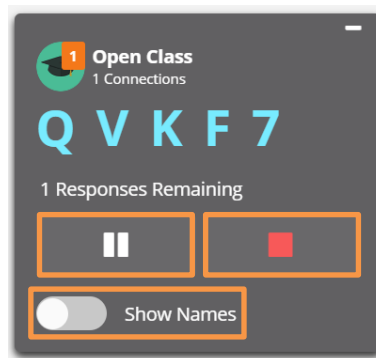 1
Open Class
1 Connections
Q V K F 7
1 Responses Remaining
Show Names